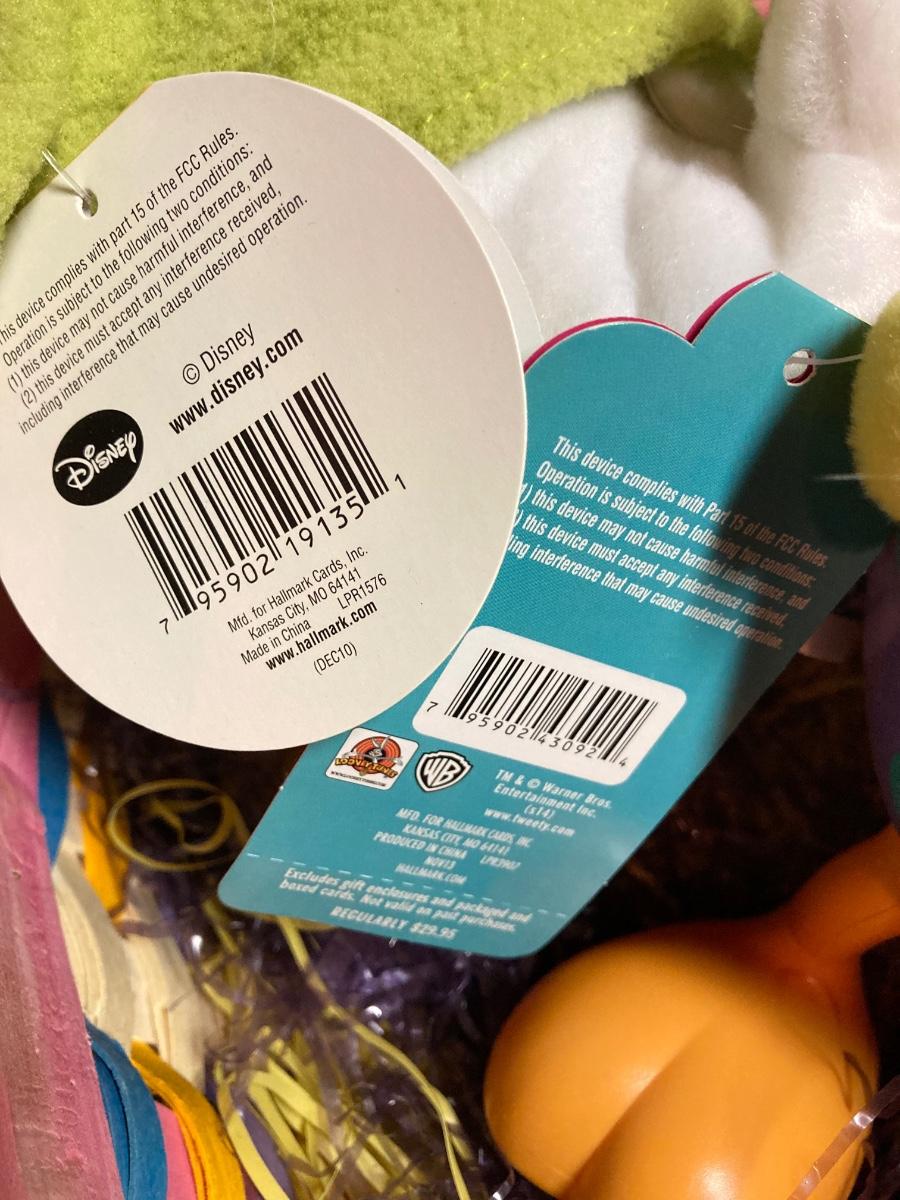 his device complies with part 15 of the FCC Rules.
Operation is subject to the following two conditions:
(1) this device may not cause harmful interference, and
(2) this device must accept any interference received,
including interference that may cause undesired operation.
© Disney
www.disney.com
Disney
7 95902 19135 1
Mfd. for Hallmark Cards, Inc.
Kansas City, MO 64141
Made in China LPR1576
www.hallmark.com
(DEC10)
This device complies with Part 15 of the FCC Rules.
Operation is subject to the following two conditions:
) this device may not cause harmful interference, and
) this device must accept any interference received,
ding interference that may cause undesired operation.
7 95902 43092 4
LOONEY TUNES
WB
TM & © Warner Bros.
Entertainment Inc.
(s14)
www.tweety.com
MFD. FOR HALLMARK CARDS, INC.
KANSAS CITY, MO 64141
PRODUCED IN CHINA LPR3902
NOV13
HALLMARK.COM
Excludes gift enclosures and packaged and
boxed cards. Not valid on past purchases.
REGULARLY $29.95